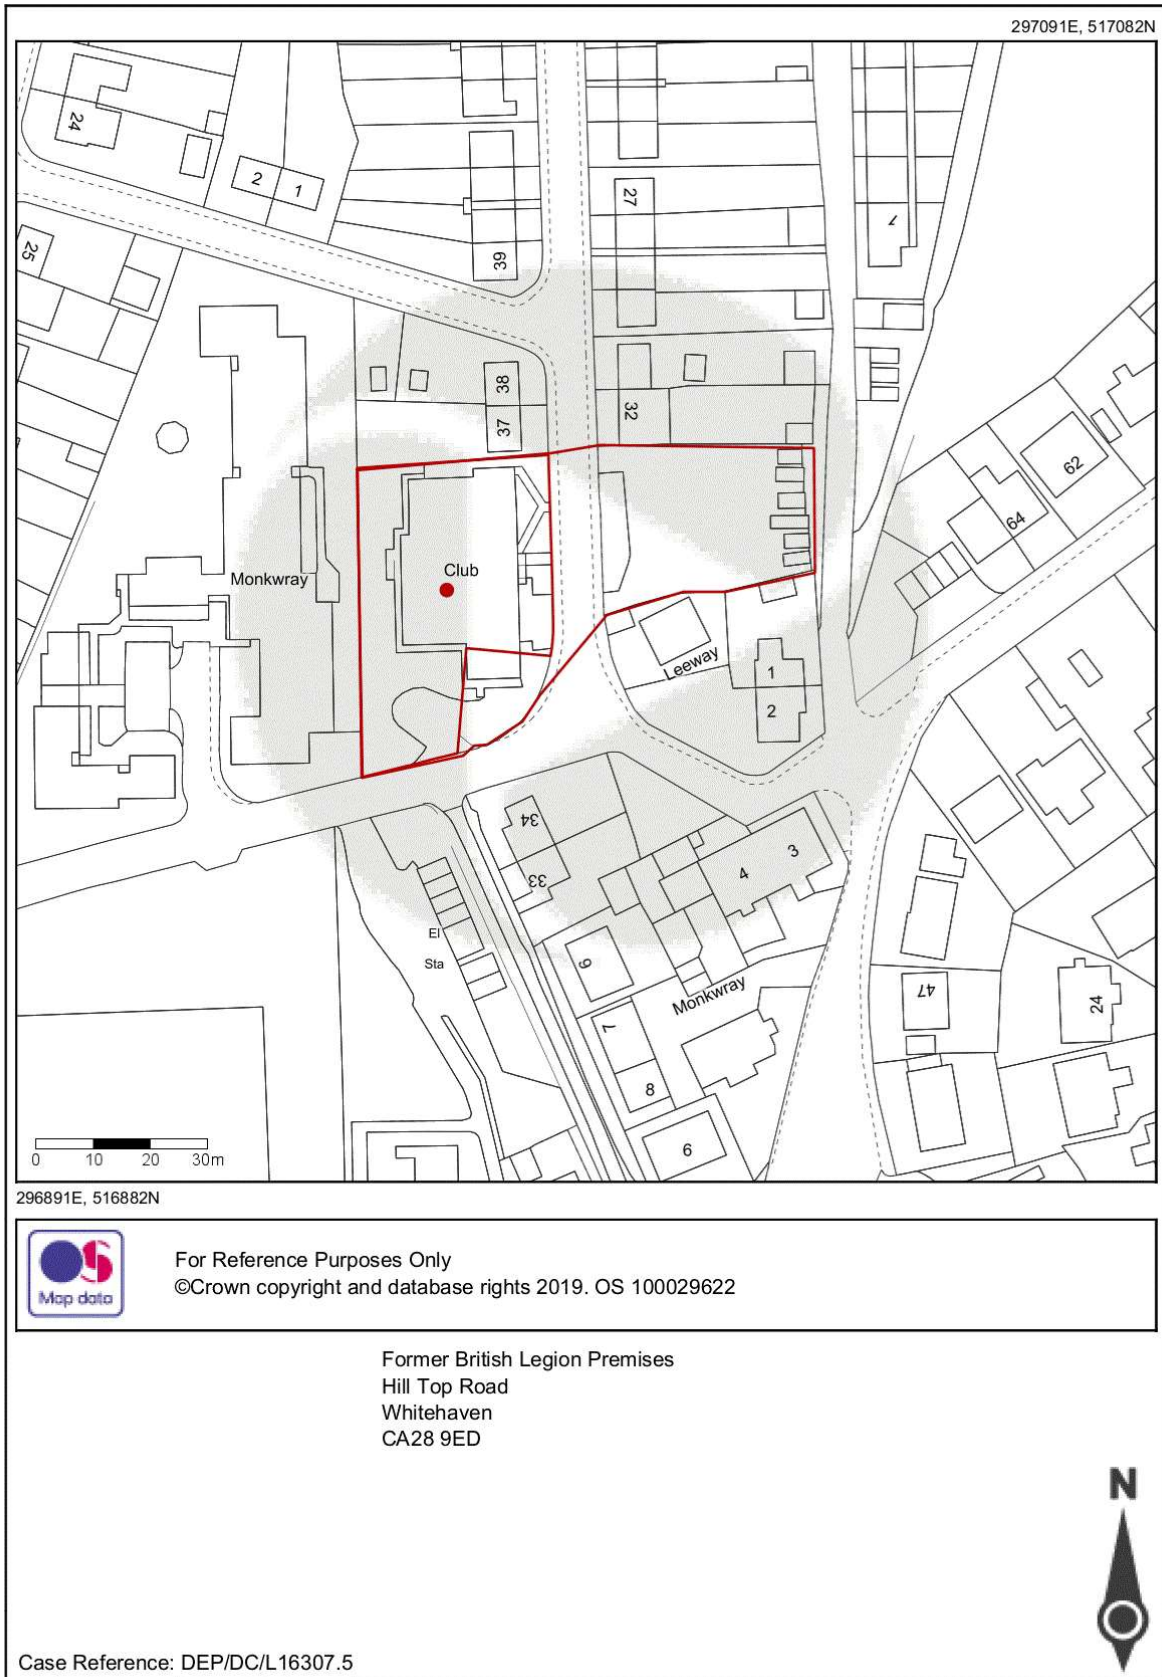 297091E, 517082N
24
2
1
39
27
7
25
38
37
32
62
64
Club
Monkwray
Leeway
1
2
34
33
3
4
El
Sta
6
Monkwray
47
24
7
8
9
0 10 20 30m
296891E, 516882N
Map data
For Reference Purposes Only
©Crown copyright and database rights 2019. OS 100029622
Former British Legion Premises
Hill Top Road
Whitehaven
CA28 9ED
N
Case Reference: DEP/DC/L16307.5